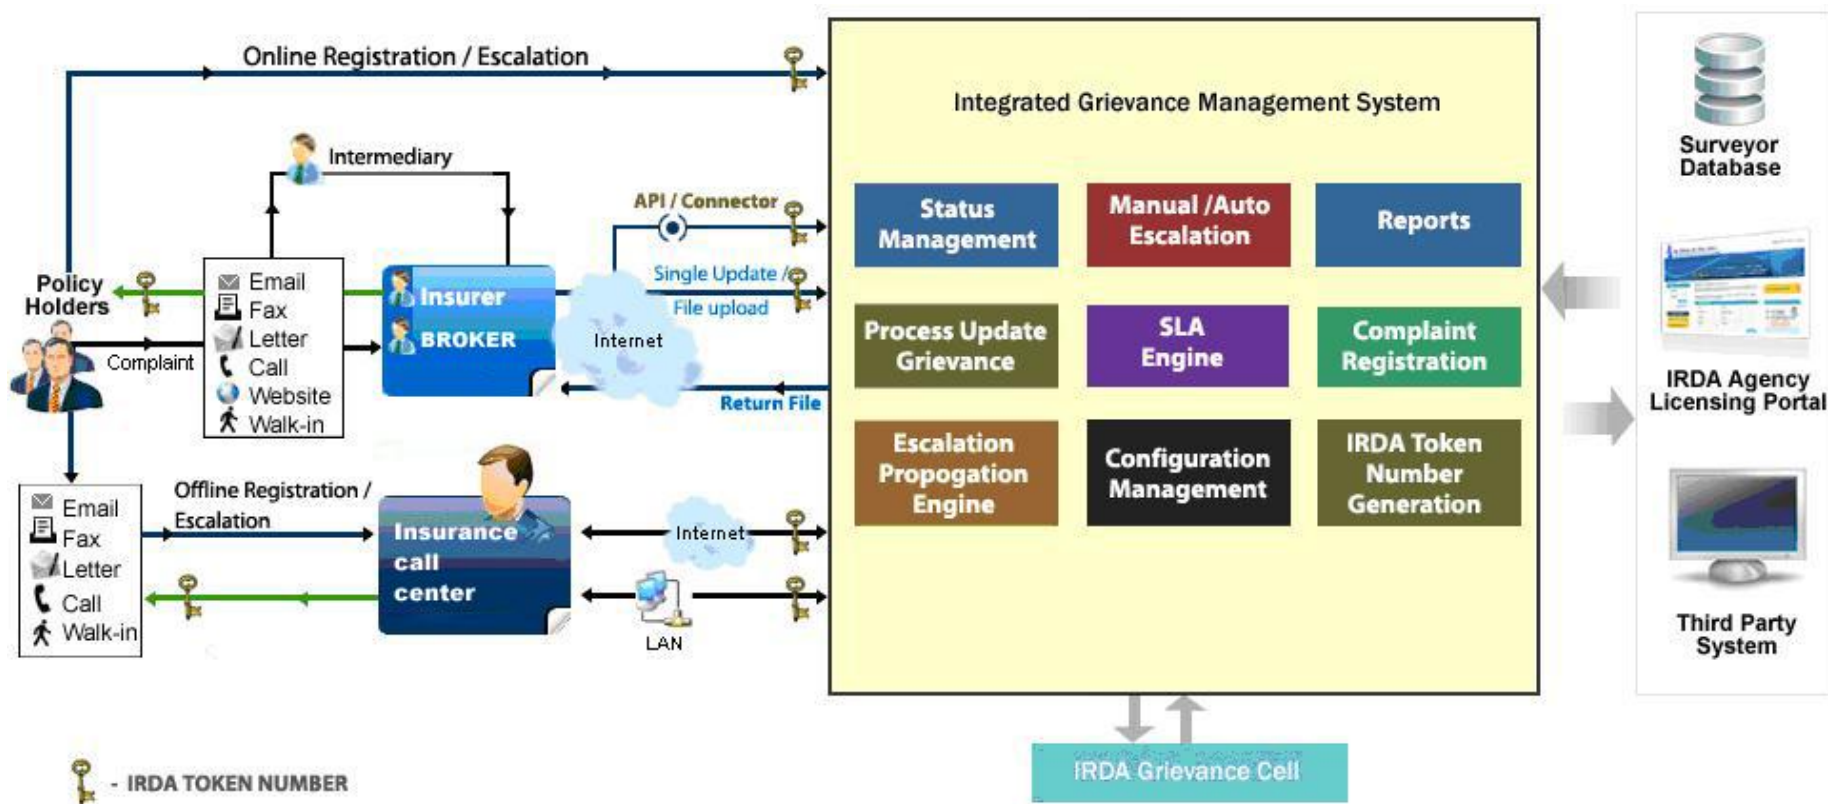 Online Registration / Escalation
Integrated Grievance Management System
Surveyor
Database
Intermediary
API / Connector
Status
Management
Manual /Auto
Escalation
Reports
Policy
Holders
Email
Fax
Letter
Call
Website
Walk-in
Complaint
Insurer
BROKER
Single Update /
File upload
Internet
Return File
Process Update
Grievance
SLA
Engine
Complaint
Registration
IRDA Agency
Licensing Portal
Escalation
Propogation
Engine
Configuration
Management
IRDA Token
Number
Generation
Email
Fax
Letter
Call
Walk-in
Offline Registration /
Escalation
Insurance
call
center
Internet
LAN
Third Party
System
IRDA Grievance Cell
- IRDA TOKEN NUMBER